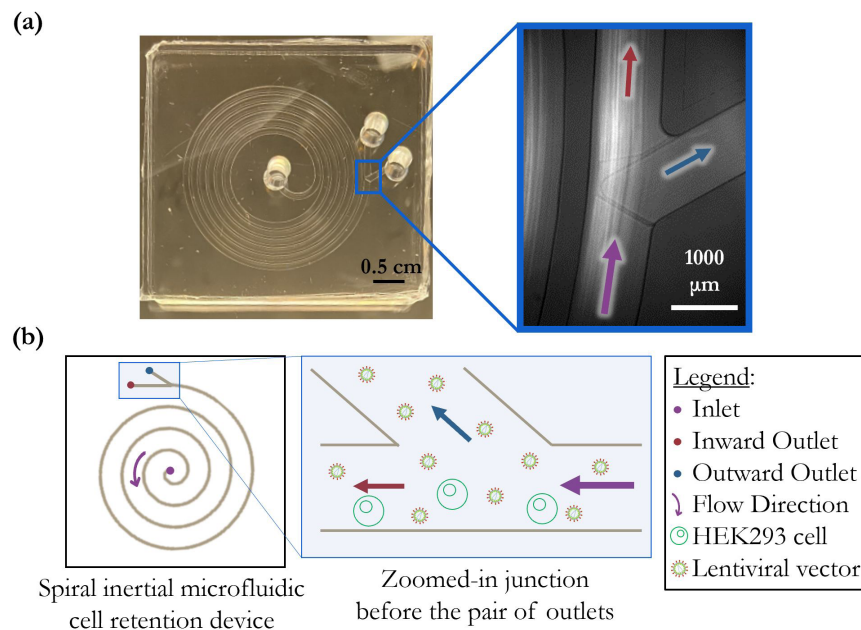 (a)
0.5 cm
1000
μm
(b)
Legend:
Inlet
Inward Outlet
Outward Outlet
Flow Direction
HEK293 cell
Lentiviral vector
Spiral inertial microfluidic
cell retention device
Zoomed-in junction
before the pair of outlets